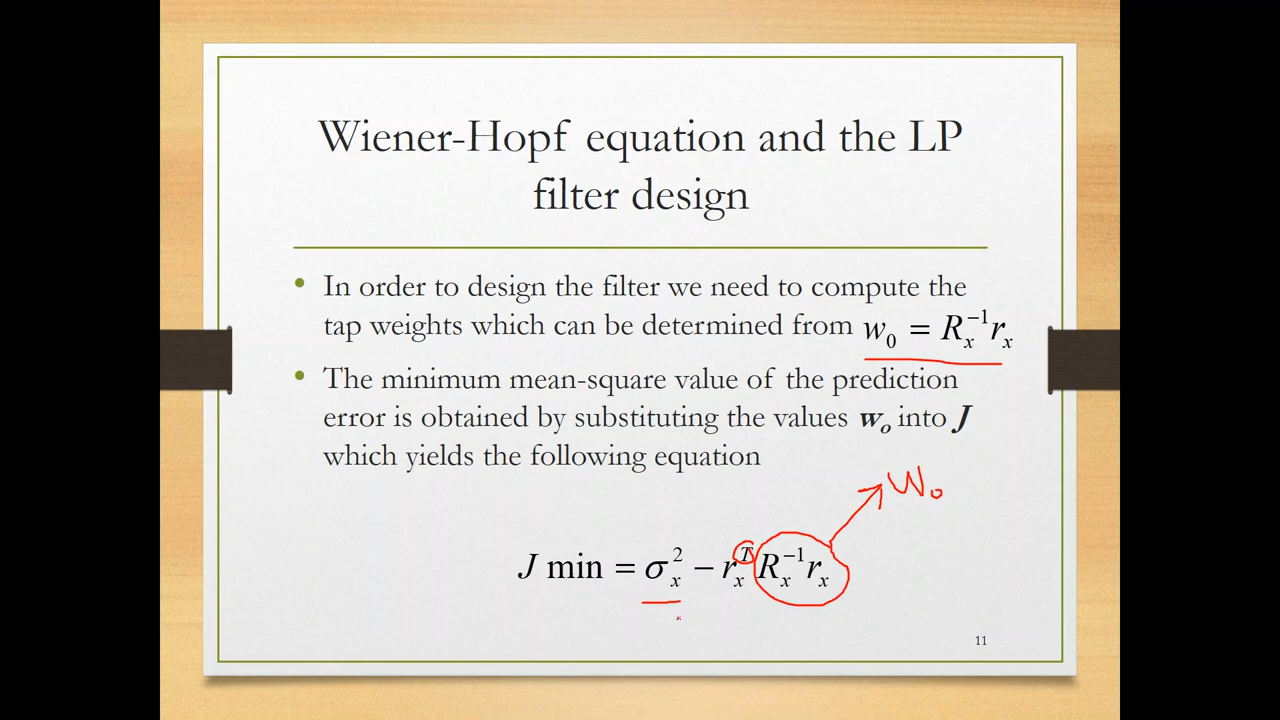 Wiener-Hopf equation and the LP
filter design
• In order to design the filter we need to compute the
tap weights which can be determined from w₀ = Rₓ⁻¹rₓ
• The minimum mean-square value of the prediction
error is obtained by substituting the values wₒ into J
which yields the following equation
W₀
J min = σₓ² − rₓᵀRₓ⁻¹rₓ
11